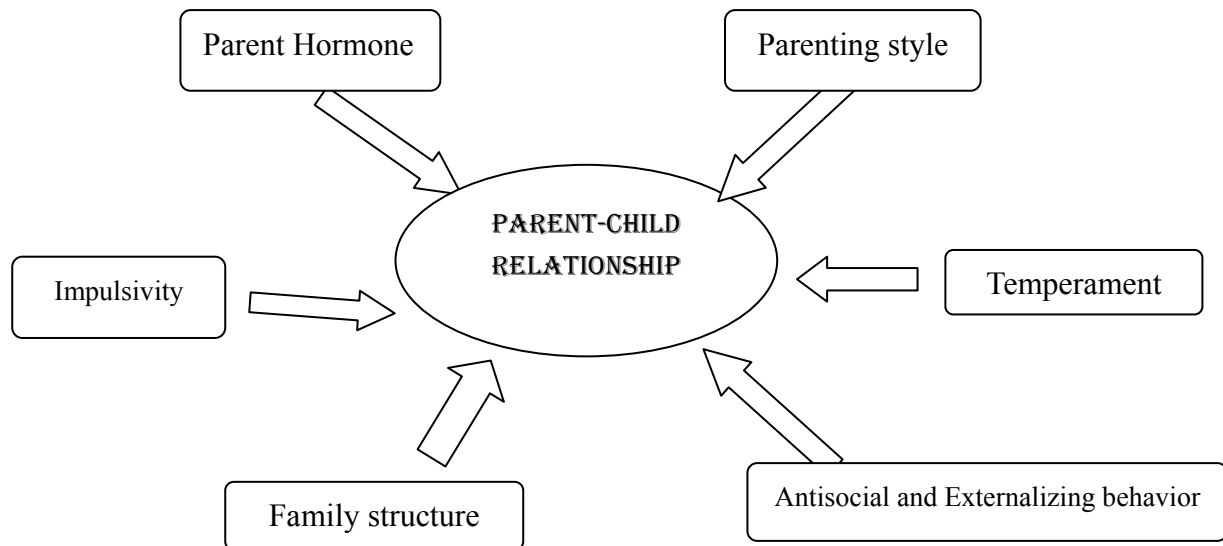 Parent Hormone
Parenting style
PARENT-CHILD
RELATIONSHIP
Impulsivity
Temperament
Family structure
Antisocial and Externalizing behavior